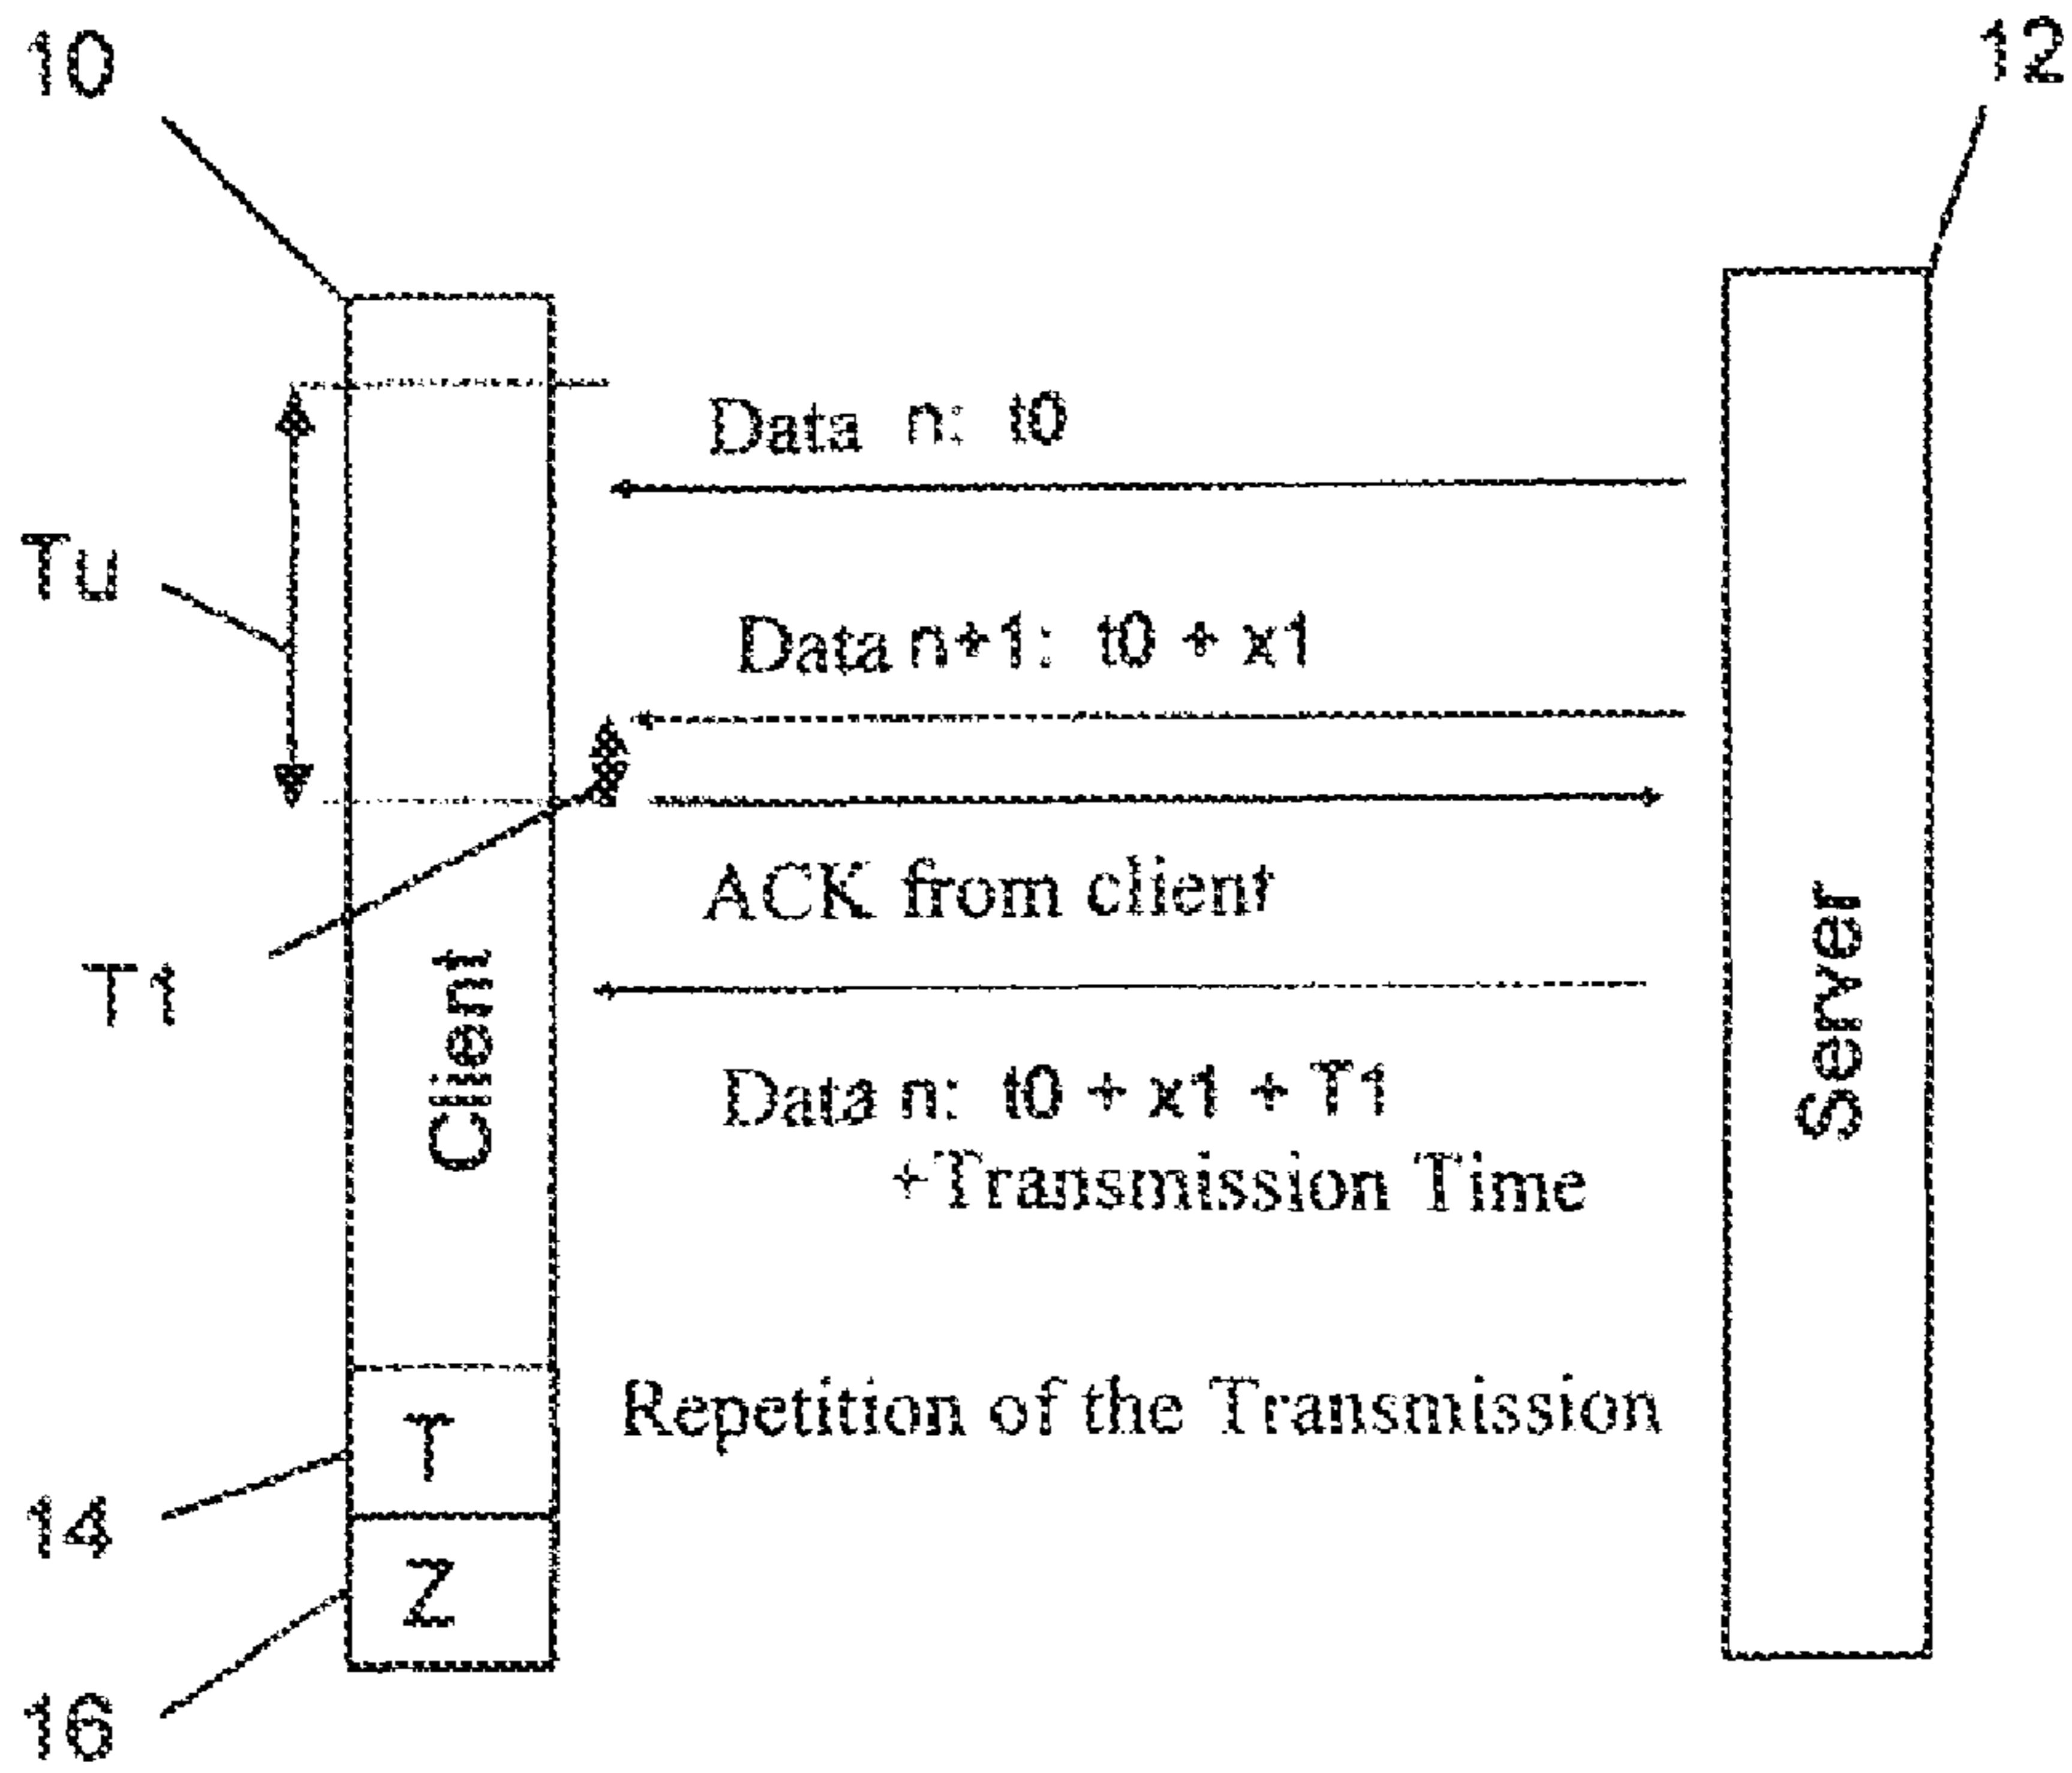 10
12
Data n: t0
Tu
Data n+1: t0 + x1
ACK from client
T1
Client
Server
Data n: t0 + x1 + T1
+Transmission Time
Repetition of the Transmission
T
14
Z
16